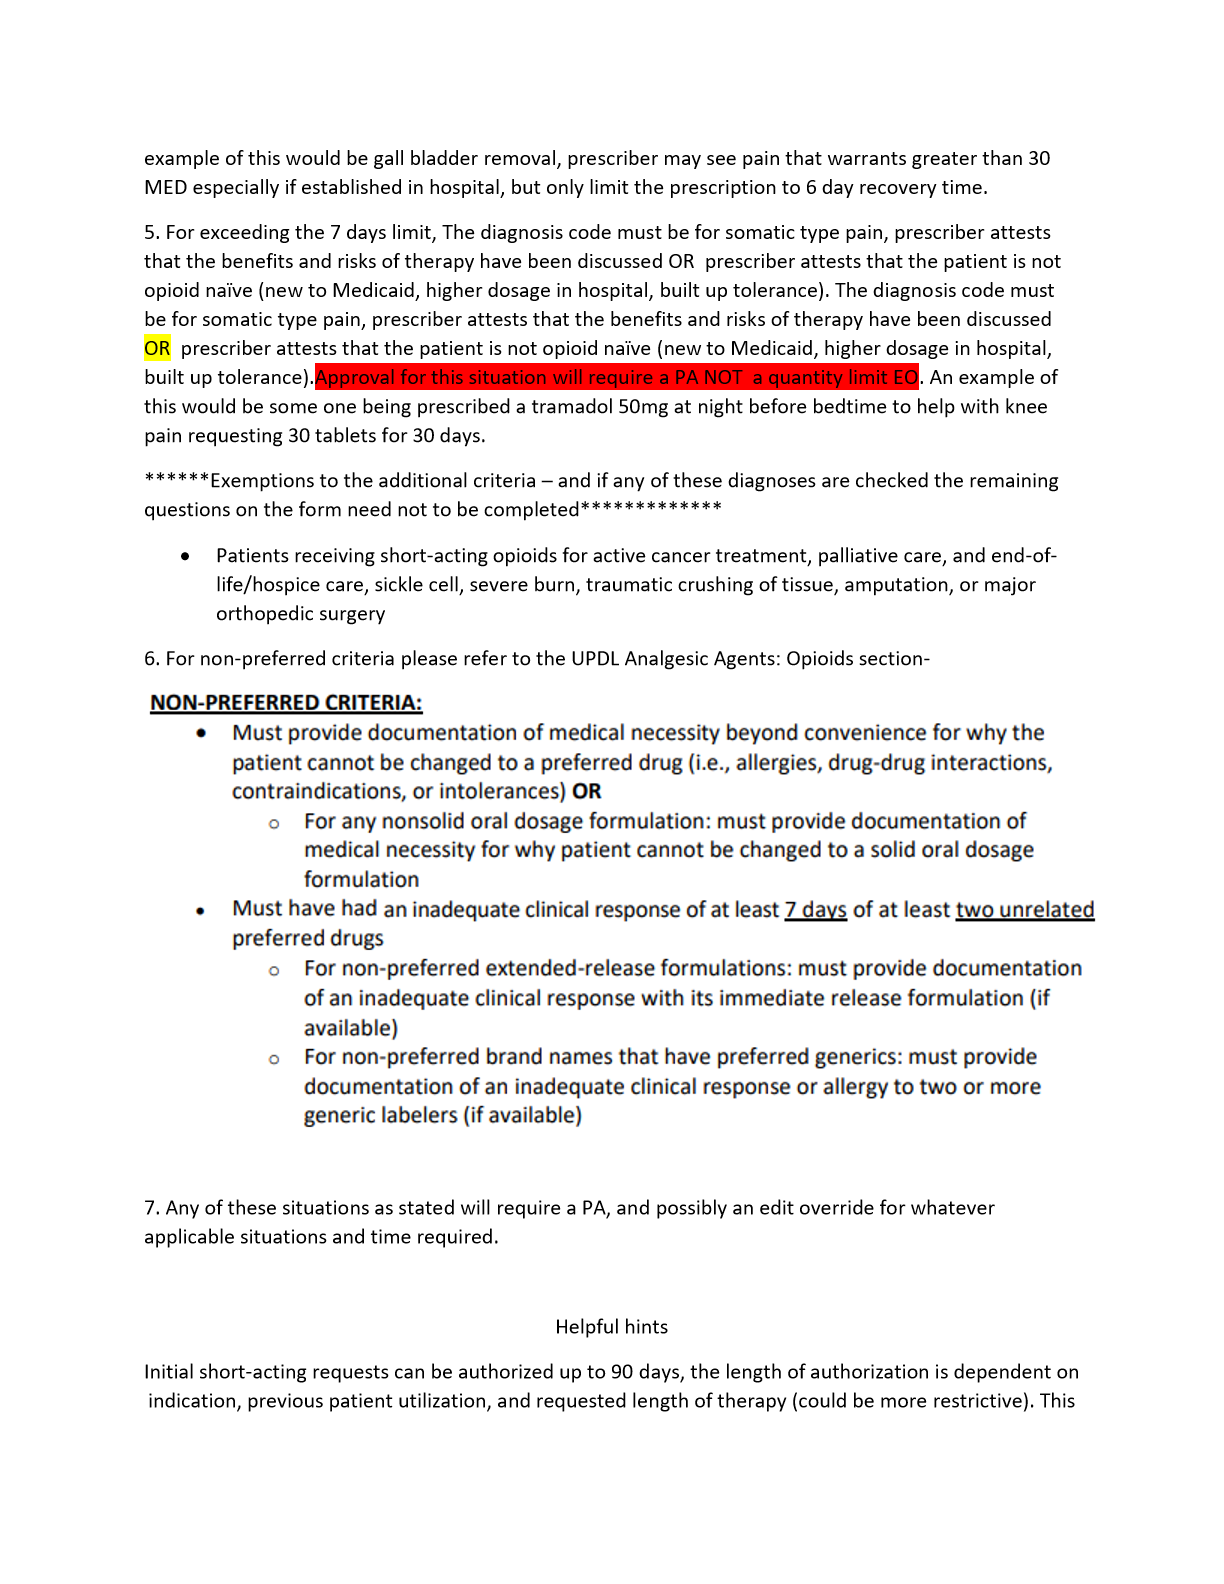 example of this would be gall bladder removal, prescriber may see pain that warrants greater than 30
MED especially if established in hospital, but only limit the prescription to 6 day recovery time.
5. For exceeding the 7 days limit, The diagnosis code must be for somatic type pain, prescriber attests
that the benefits and risks of therapy have been discussed OR  prescriber attests that the patient is not
opioid naïve (new to Medicaid, higher dosage in hospital, built up tolerance). The diagnosis code must
be for somatic type pain, prescriber attests that the benefits and risks of therapy have been discussed
OR  prescriber attests that the patient is not opioid naïve (new to Medicaid, higher dosage in hospital,
built up tolerance).Approval for this situation will require a PA NOT  a quantity limit EO. An example of
this would be some one being prescribed a tramadol 50mg at night before bedtime to help with knee
pain requesting 30 tablets for 30 days.
******Exemptions to the additional criteria – and if any of these diagnoses are checked the remaining
questions on the form need not to be completed*************
• Patients receiving short-acting opioids for active cancer treatment, palliative care, and end-of-
life/hospice care, sickle cell, severe burn, traumatic crushing of tissue, amputation, or major
orthopedic surgery
6. For non-preferred criteria please refer to the UPDL Analgesic Agents: Opioids section-
NON-PREFERRED CRITERIA:
• Must provide documentation of medical necessity beyond convenience for why the
patient cannot be changed to a preferred drug (i.e., allergies, drug-drug interactions,
contraindications, or intolerances) OR
o For any nonsolid oral dosage formulation: must provide documentation of
medical necessity for why patient cannot be changed to a solid oral dosage
formulation
• Must have had an inadequate clinical response of at least 7 days of at least two unrelated
preferred drugs
o For non-preferred extended-release formulations: must provide documentation
of an inadequate clinical response with its immediate release formulation (if
available)
o For non-preferred brand names that have preferred generics: must provide
documentation of an inadequate clinical response or allergy to two or more
generic labelers (if available)
7. Any of these situations as stated will require a PA, and possibly an edit override for whatever
applicable situations and time required.
Helpful hints
Initial short-acting requests can be authorized up to 90 days, the length of authorization is dependent on
indication, previous patient utilization, and requested length of therapy (could be more restrictive). This